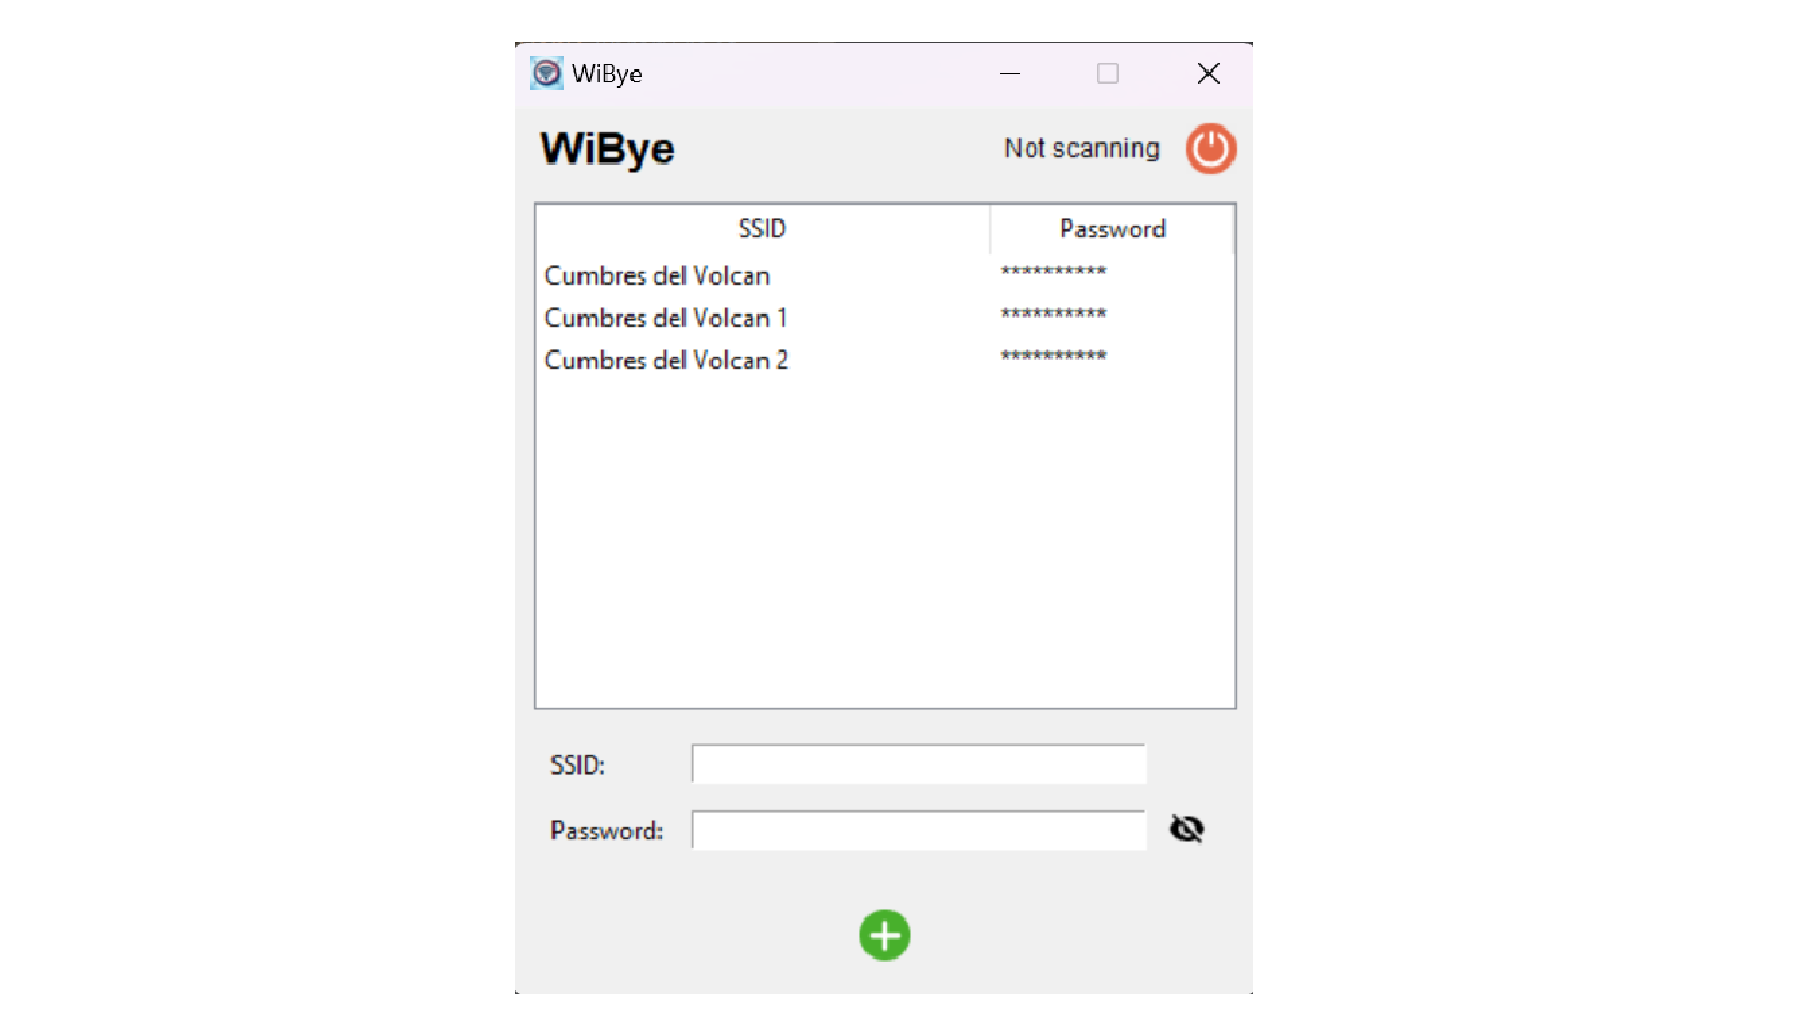 WiBye
WiBye
Not scanning
SSID Password
Cumbres del Volcan **********
Cumbres del Volcan 1 **********
Cumbres del Volcan 2 **********
SSID:
Password: